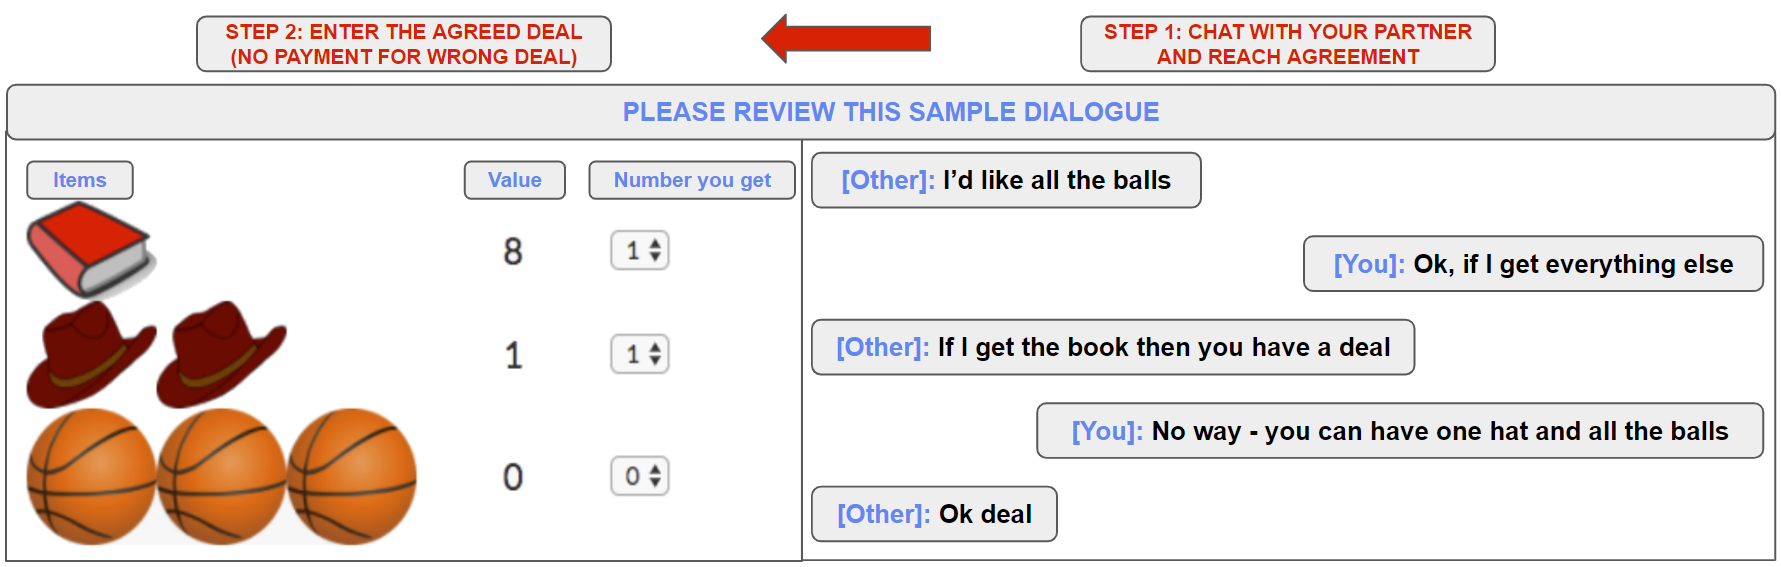 STEP 2: ENTER THE AGREED DEAL
(NO PAYMENT FOR WRONG DEAL)
STEP 1: CHAT WITH YOUR PARTNER
AND REACH AGREEMENT
PLEASE REVIEW THIS SAMPLE DIALOGUE
Items
Value
Number you get
8
1
1
1
0
0
[Other]: I’d like all the balls
[You]: Ok, if I get everything else
[Other]: If I get the book then you have a deal
[You]: No way - you can have one hat and all the balls
[Other]: Ok deal